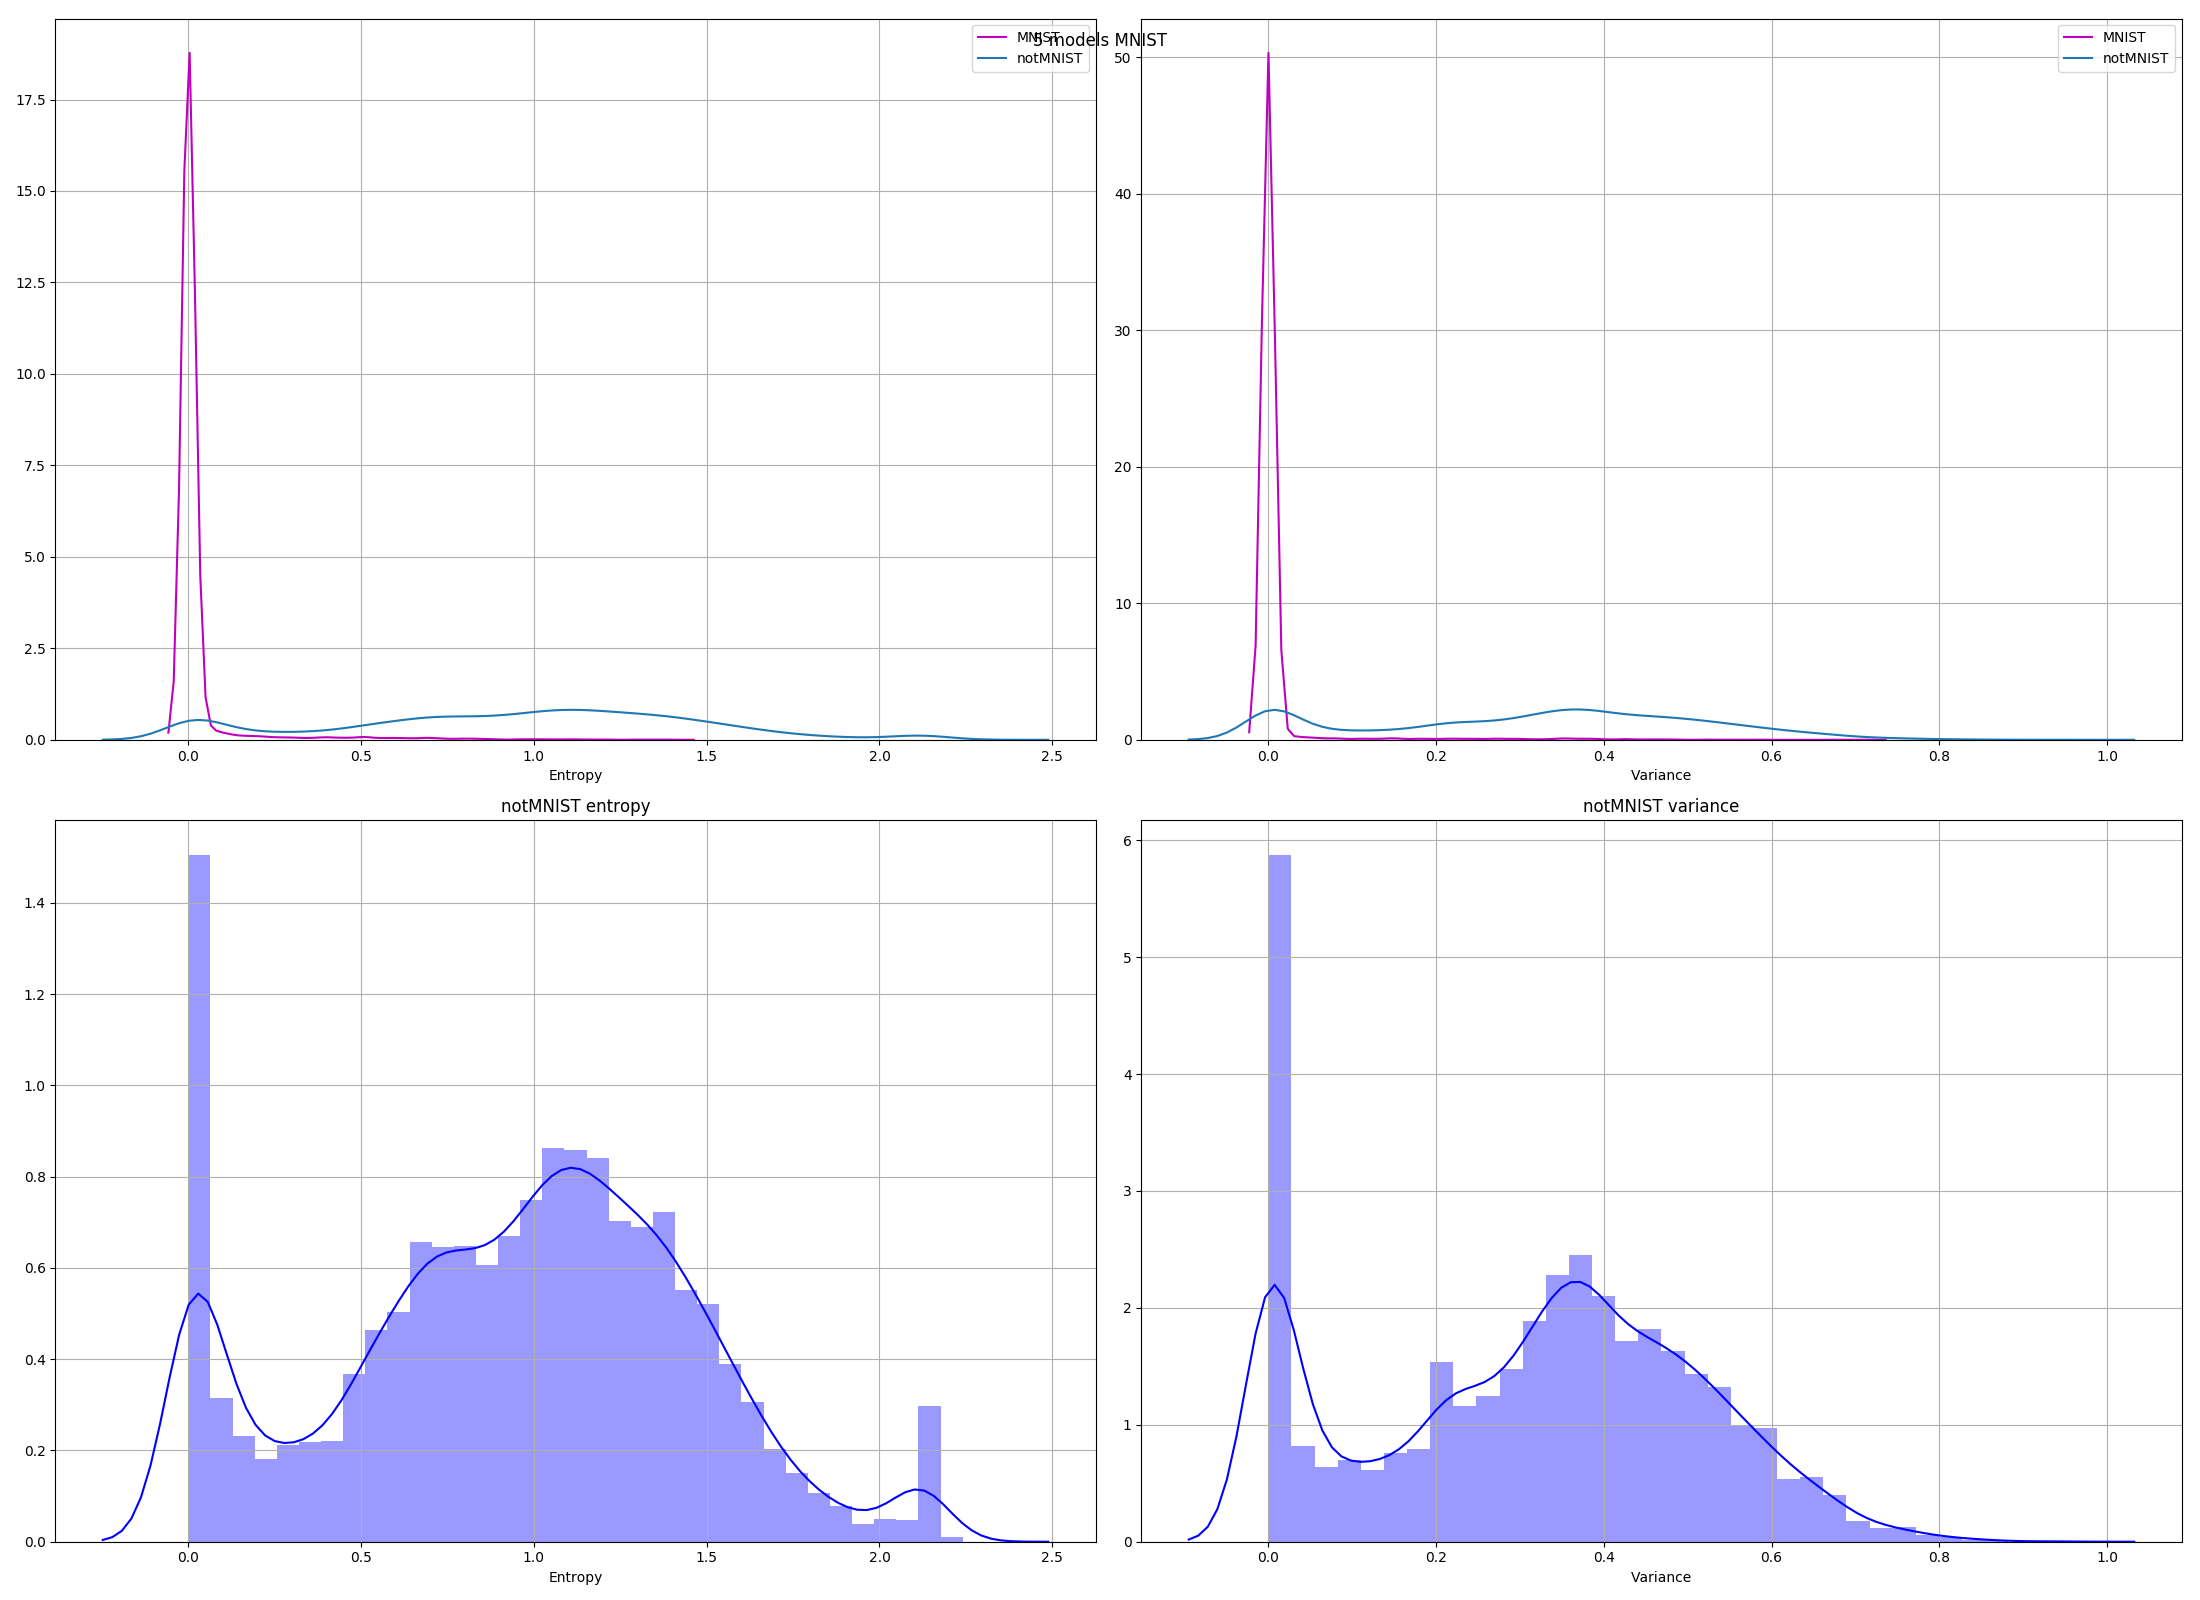 5 models MNIST
MNIST
notMNIST
17.5
15.0
12.5
10.0
7.5
5.0
2.5
0.0
0.0 0.5 1.0 1.5 2.0 2.5
Entropy
MNIST
notMNIST
50
40
30
20
10
0
0.0 0.2 0.4 0.6 0.8 1.0
Variance
notMNIST entropy
1.4
1.2
1.0
0.8
0.6
0.4
0.2
0.0
0.0 0.5 1.0 1.5 2.0 2.5
Entropy
notMNIST variance
6
5
4
3
2
1
0
0.0 0.2 0.4 0.6 0.8 1.0
Variance